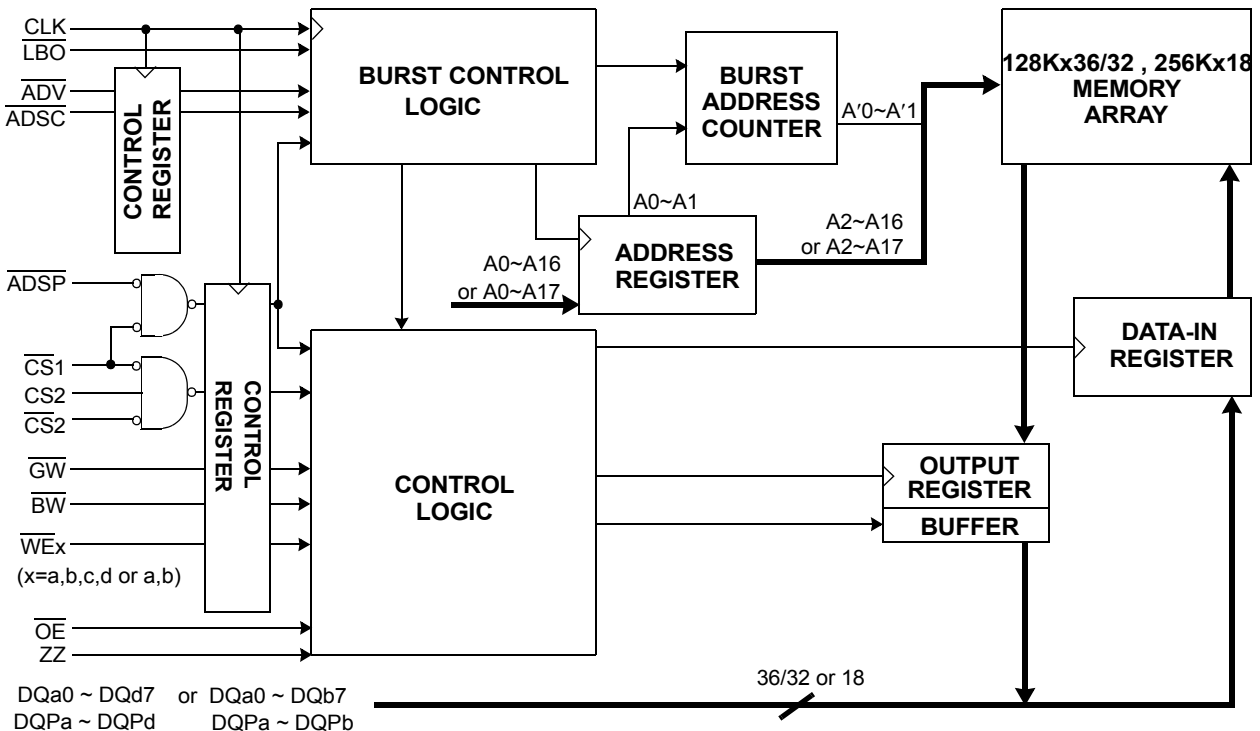 CLK
LBO
ADV
ADSC
CONTROL
REGISTER
BURST CONTROL
LOGIC
BURST
ADDRESS
COUNTER
A′0~A′1
128Kx36/32 , 256Kx18
MEMORY
ARRAY
A0~A1
ADDRESS
REGISTER
A2~A16
or A2~A17
A0~A16
or A0~A17
ADSP
CS1
CS2
CS2
GW
BW
WEx
(x=a,b,c,d or a,b)
OE
ZZ
CONTROL
REGISTER
CONTROL
LOGIC
DATA-IN
REGISTER
OUTPUT
REGISTER
BUFFER
36/32 or 18
DQa0 ~ DQd7 or DQa0 ~ DQb7
DQPa ~ DQPd DQPa ~ DQPb